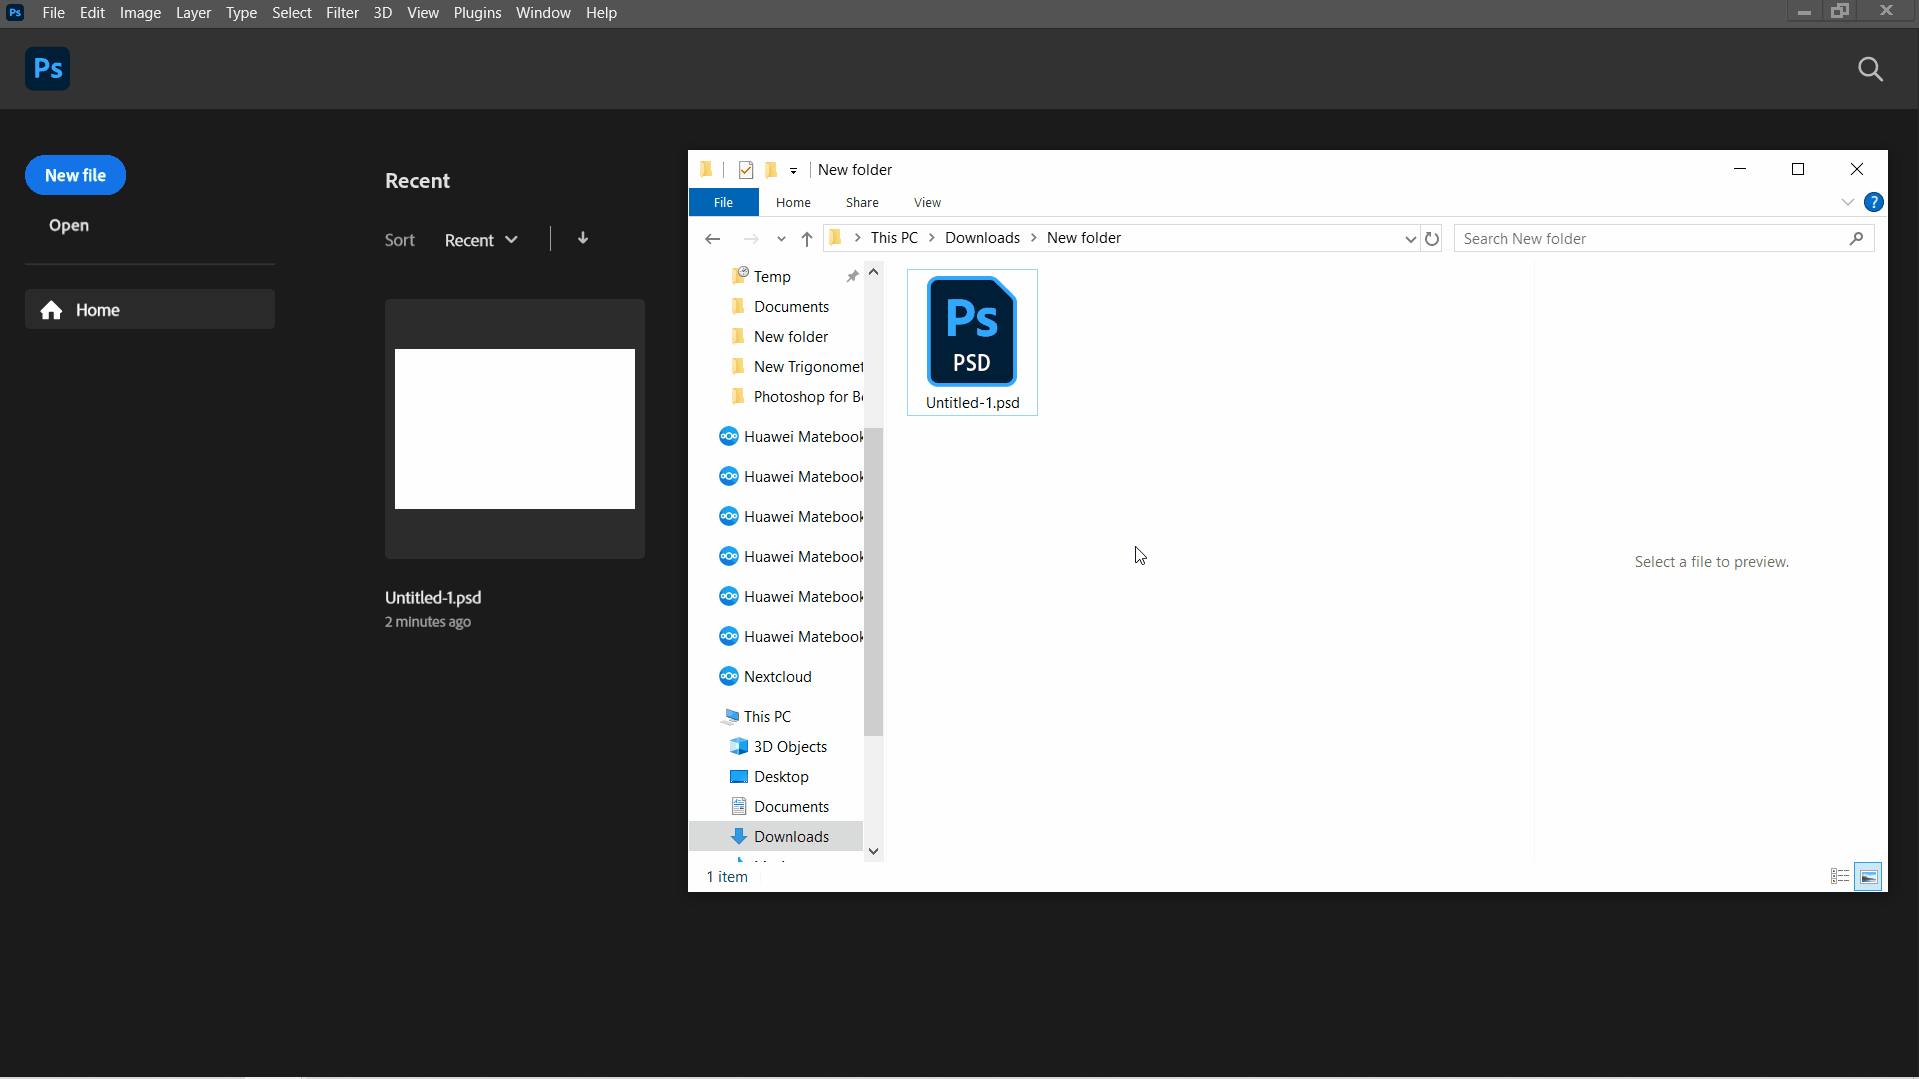 Ps File Edit Image Layer Type Select Filter 3D View Plugins Window Help
Ps
New file
Open
Home
Recent
Sort Recent
Untitled-1.psd
2 minutes ago
New folder
File Home Share View ?
This PC > Downloads > New folder
Search New folder
Temp
Documents
New folder
New Trigonomet
Photoshop for Be
Huawei Matebook
Huawei Matebook
Huawei Matebook
Huawei Matebook
Huawei Matebook
Huawei Matebook
Nextcloud
This PC
3D Objects
Desktop
Documents
Downloads
Ps
PSD
Untitled-1.psd
Select a file to preview.
1 item